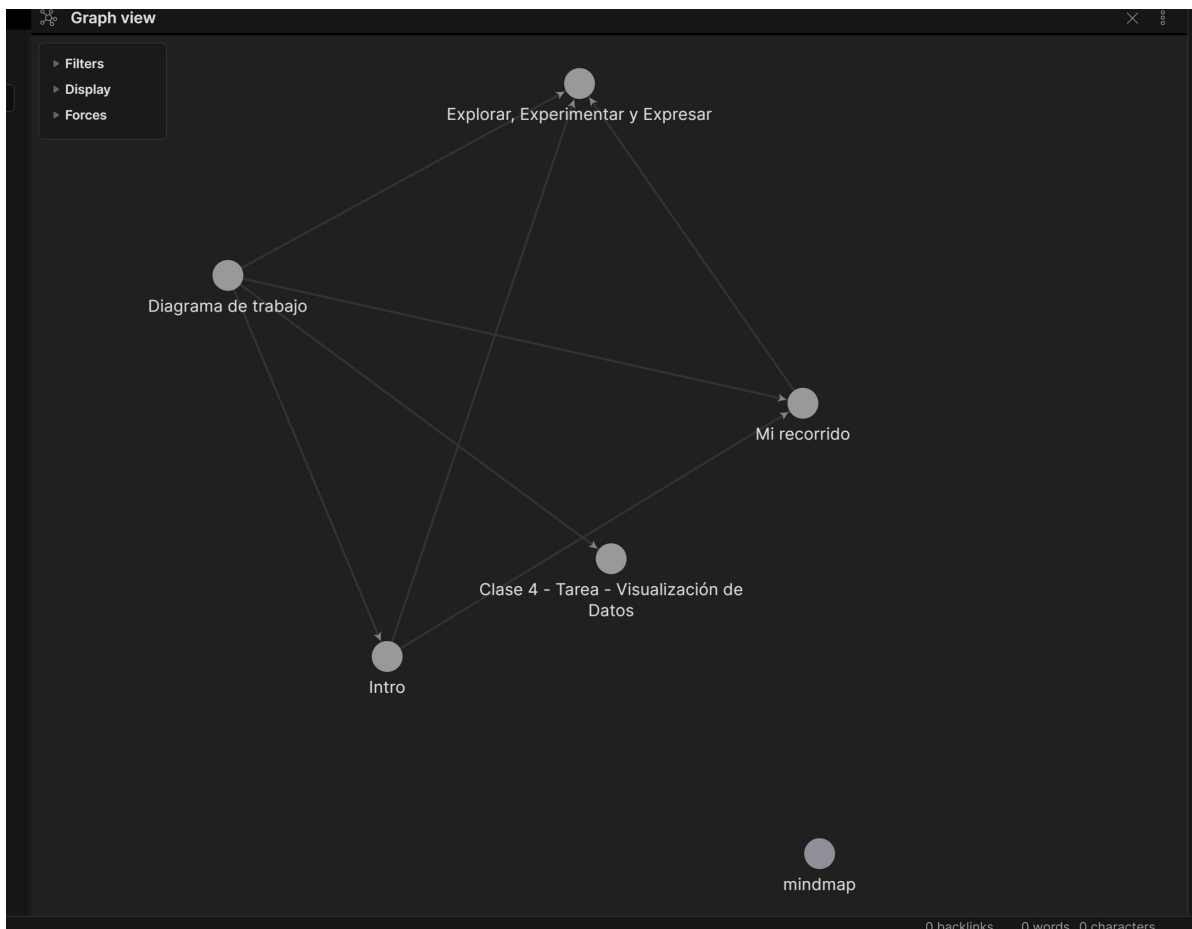 Graph view
Filters
Display
Forces
Explorar, Experimentar y Expresar
Diagrama de trabajo
Mi recorrido
Clase 4 - Tarea - Visualización de
Datos
Intro
mindmap
0 backlinks 0 words 0 characters